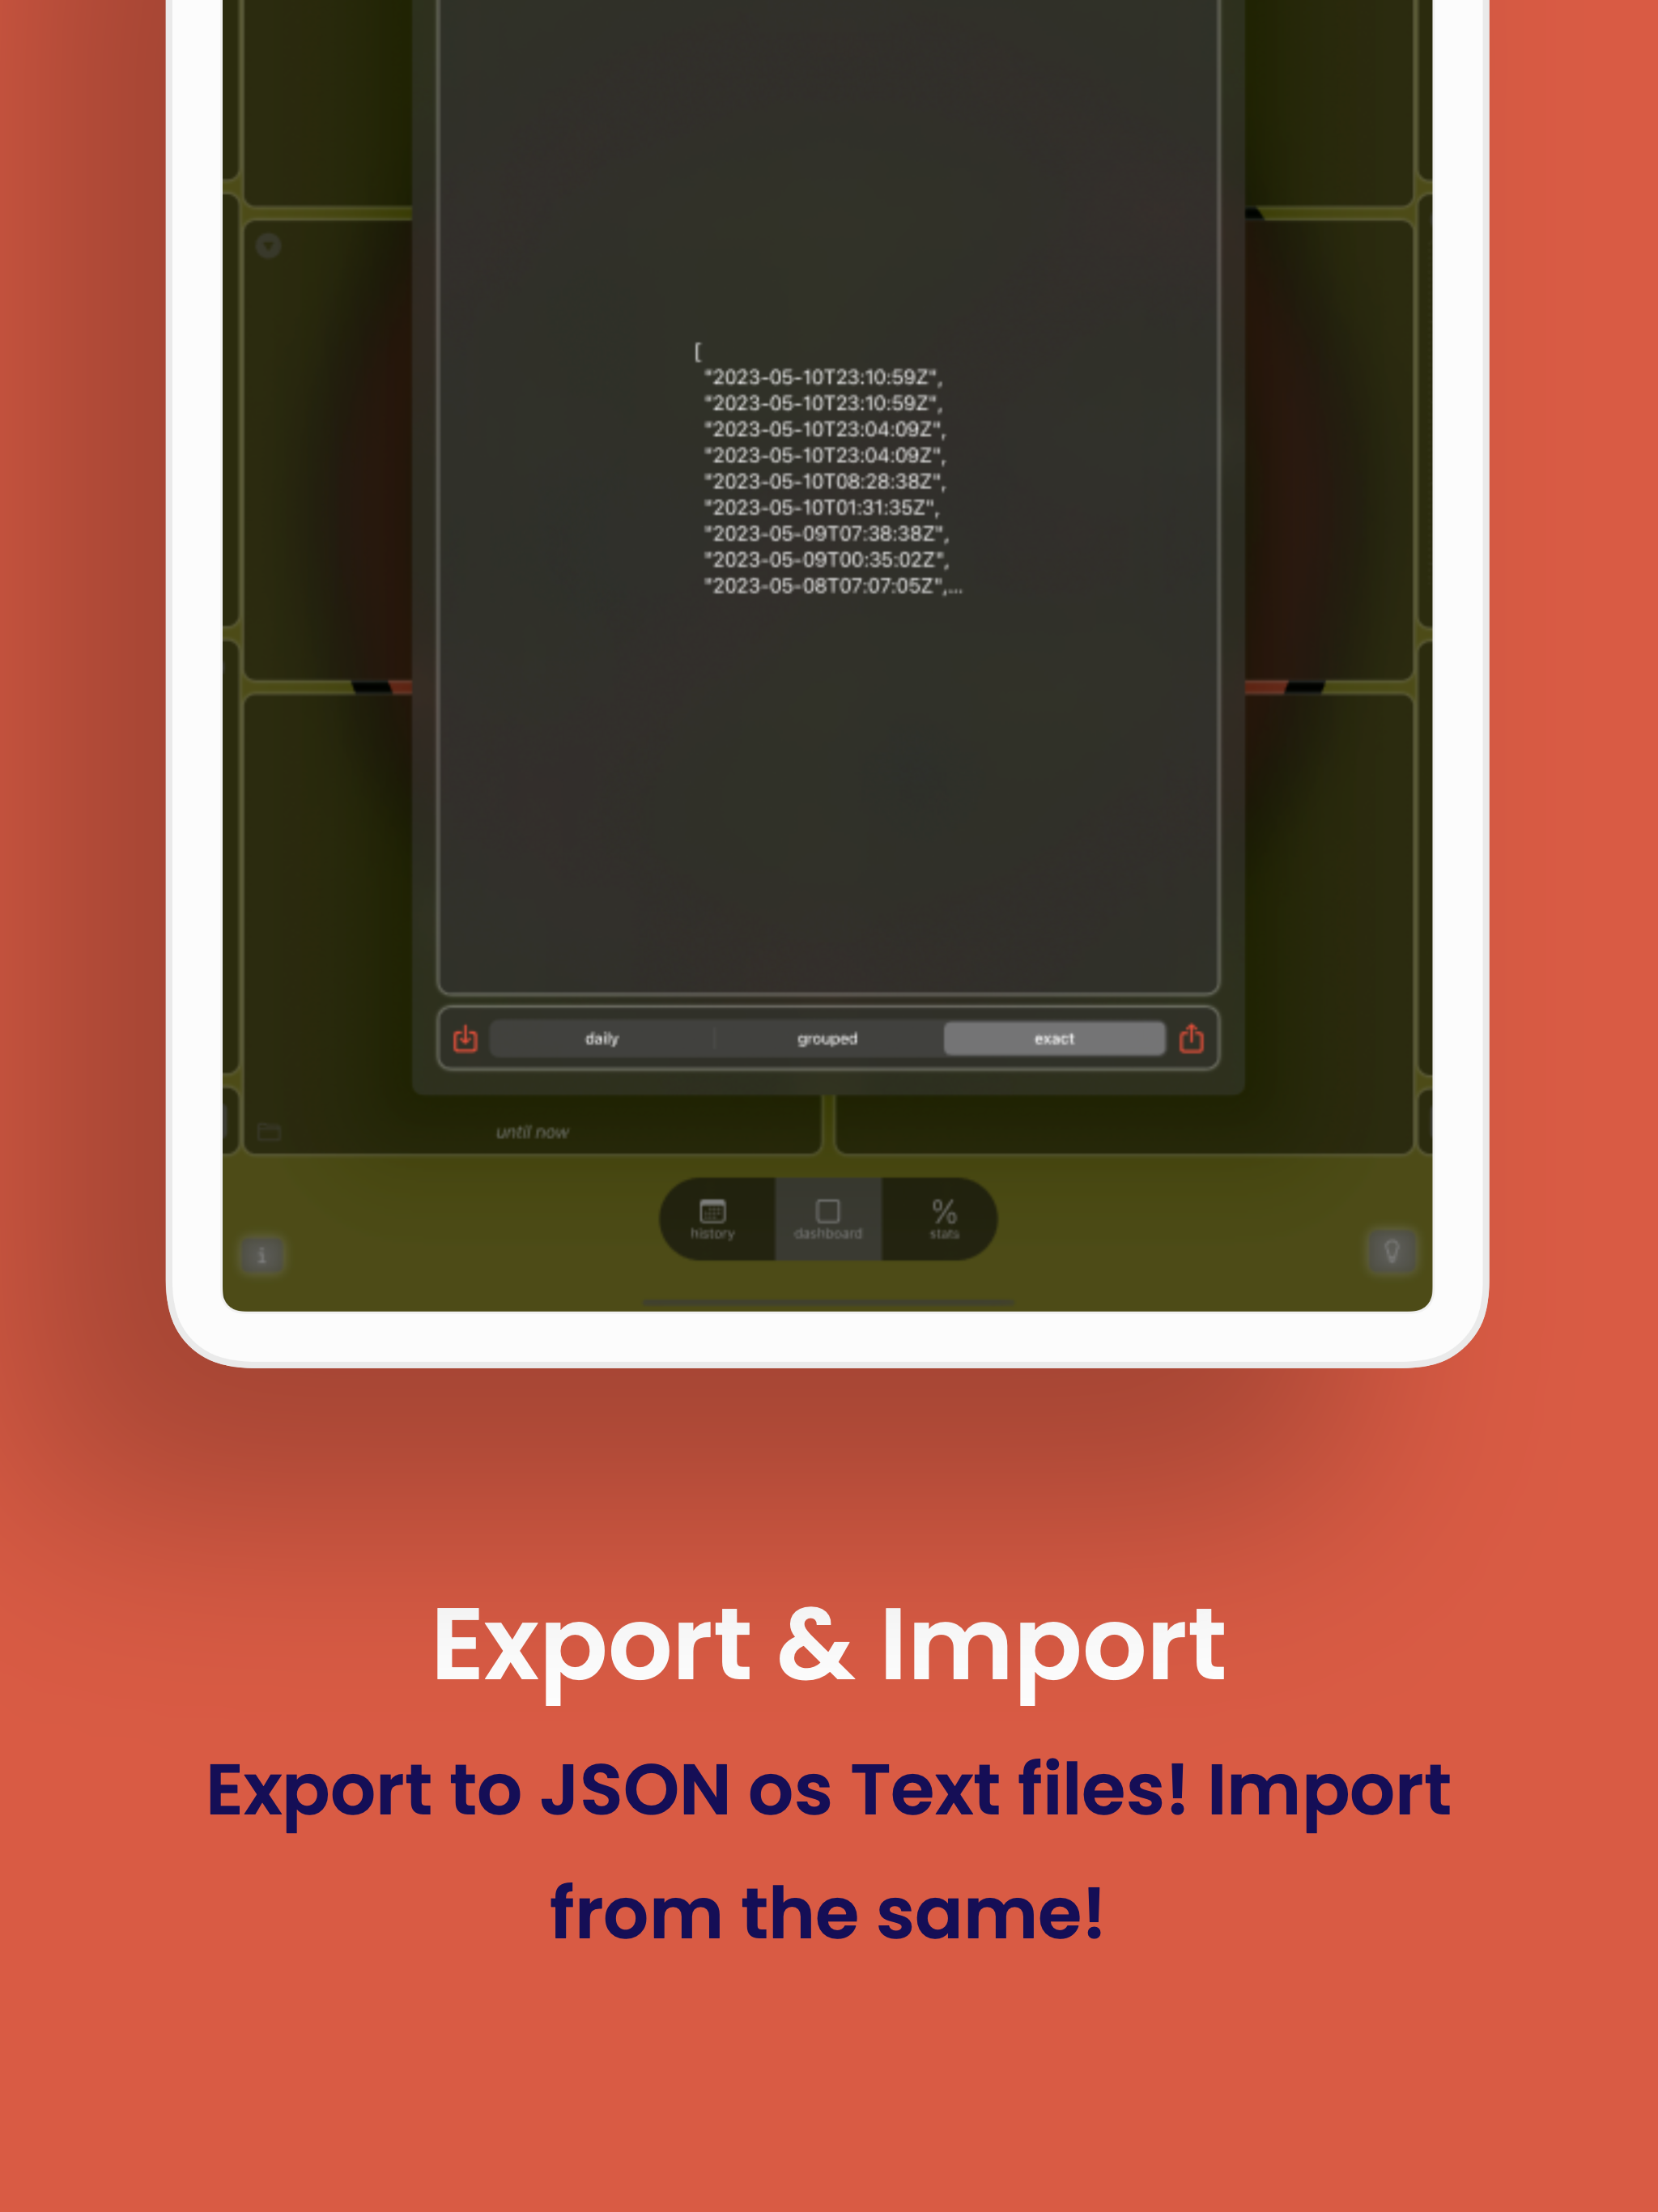 [
"2023-05-10T23:10:59Z",
"2023-05-10T23:10:59Z",
"2023-05-10T23:04:09Z",
"2023-05-10T23:04:09Z",
"2023-05-10T08:28:38Z",
"2023-05-10T01:31:35Z",
"2023-05-09T07:38:38Z",
"2023-05-09T00:35:02Z",
"2023-05-08T07:07:05Z",...
daily grouped exact
until now
history dashboard % stats
i
Export & Import
Export to JSON os Text files! Import
from the same!